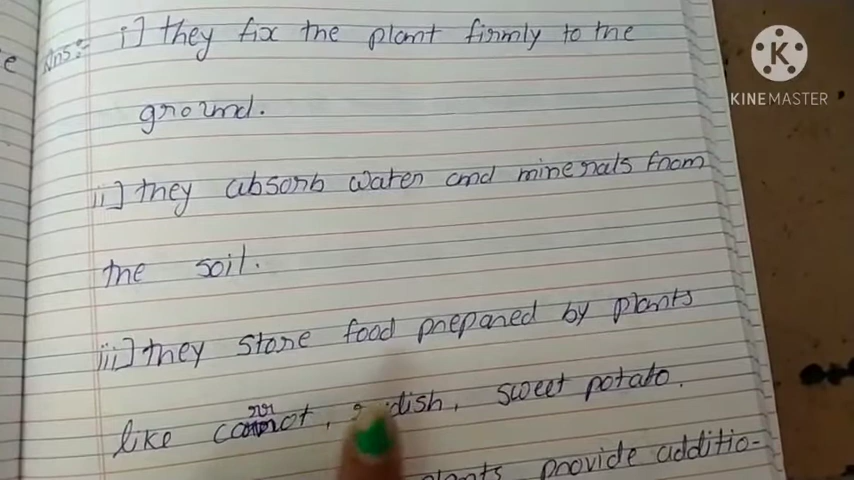 Ans:- i] they fix the plant firmly to the
ground.
ii] they absorb water and minerals from
the soil.
iii] they store food prepared by plants
like carrot, radish, sweet potato.
plants provide additio-
KINEMASTER